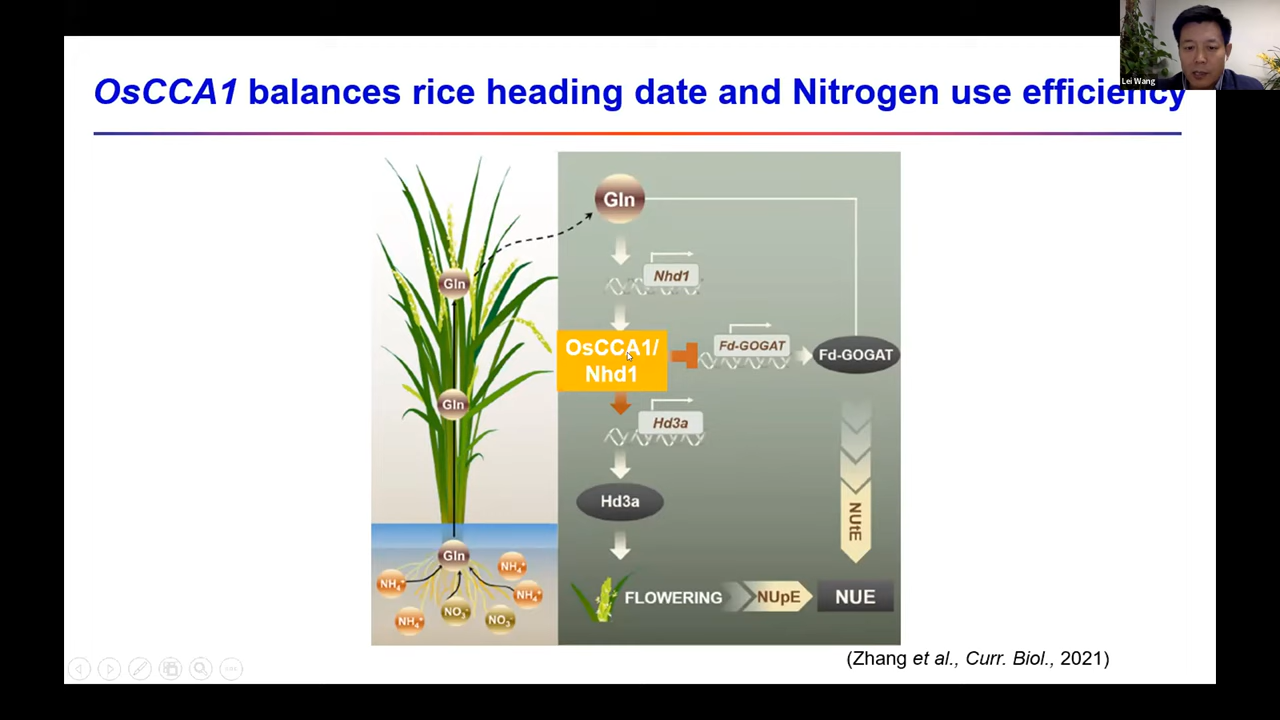 Lei Wang
OsCCA1 balances rice heading date and Nitrogen use efficiency
Gln
Nhd1
Gln
OsCCA1/
Nhd1
Fd-GOGAT
Fd-GOGAT
Gln
Hd3a
Hd3a
NUtE
Gln
NH₄⁺
NH₄⁺
NH₄⁺
NO₃⁻
NO₃⁻
NH₄⁺
FLOWERING
NUpE
NUE
(Zhang et al., Curr. Biol., 2021)